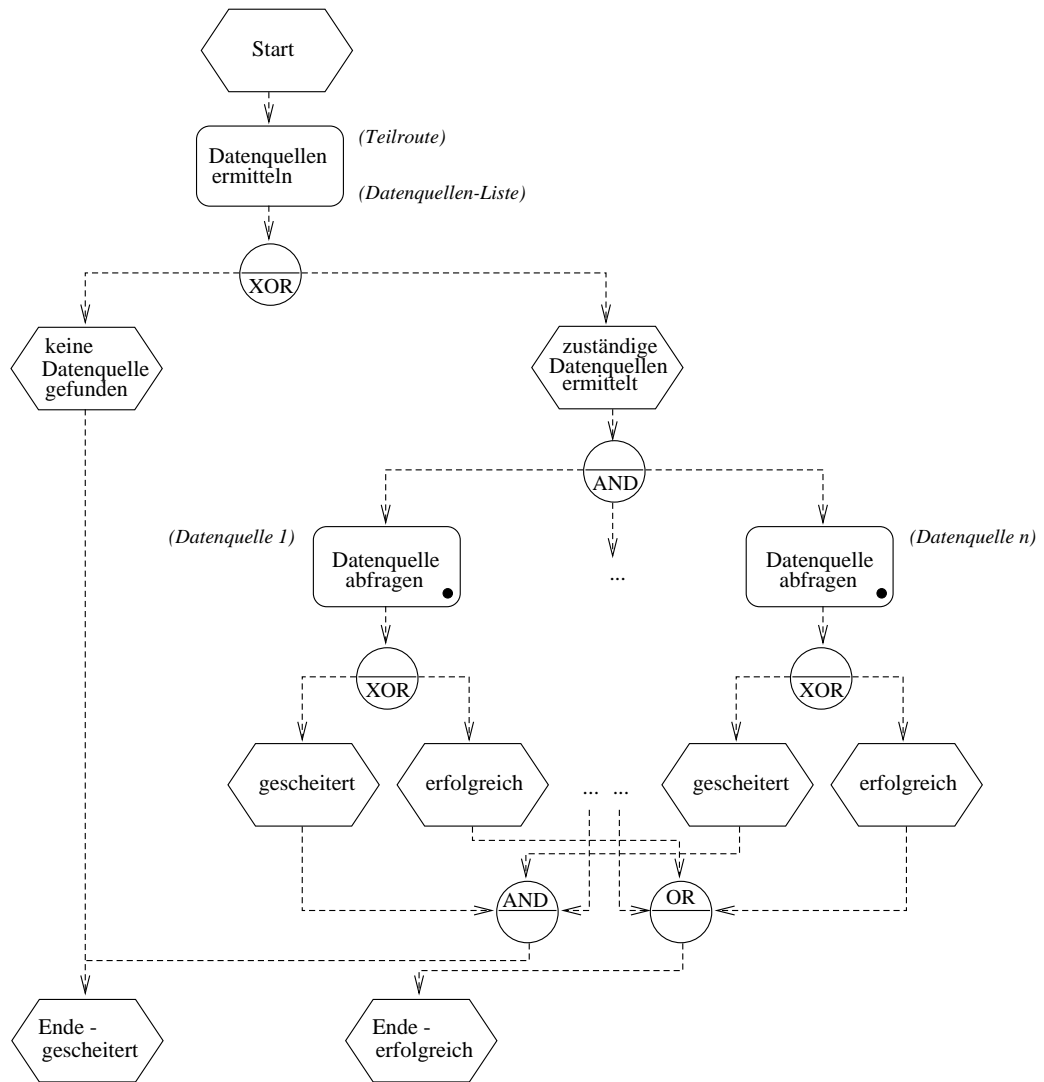 Start
(Teilroute)
Datenquellen
ermitteln
(Datenquellen-Liste)
XOR
keine
Datenquelle
gefunden
zuständige
Datenquellen
ermittelt
AND
(Datenquelle 1)
Datenquelle
abfragen
...
Datenquelle
abfragen
(Datenquelle n)
XOR
XOR
gescheitert
erfolgreich
... ...
gescheitert
erfolgreich
AND
OR
Ende -
gescheitert
Ende -
erfolgreich